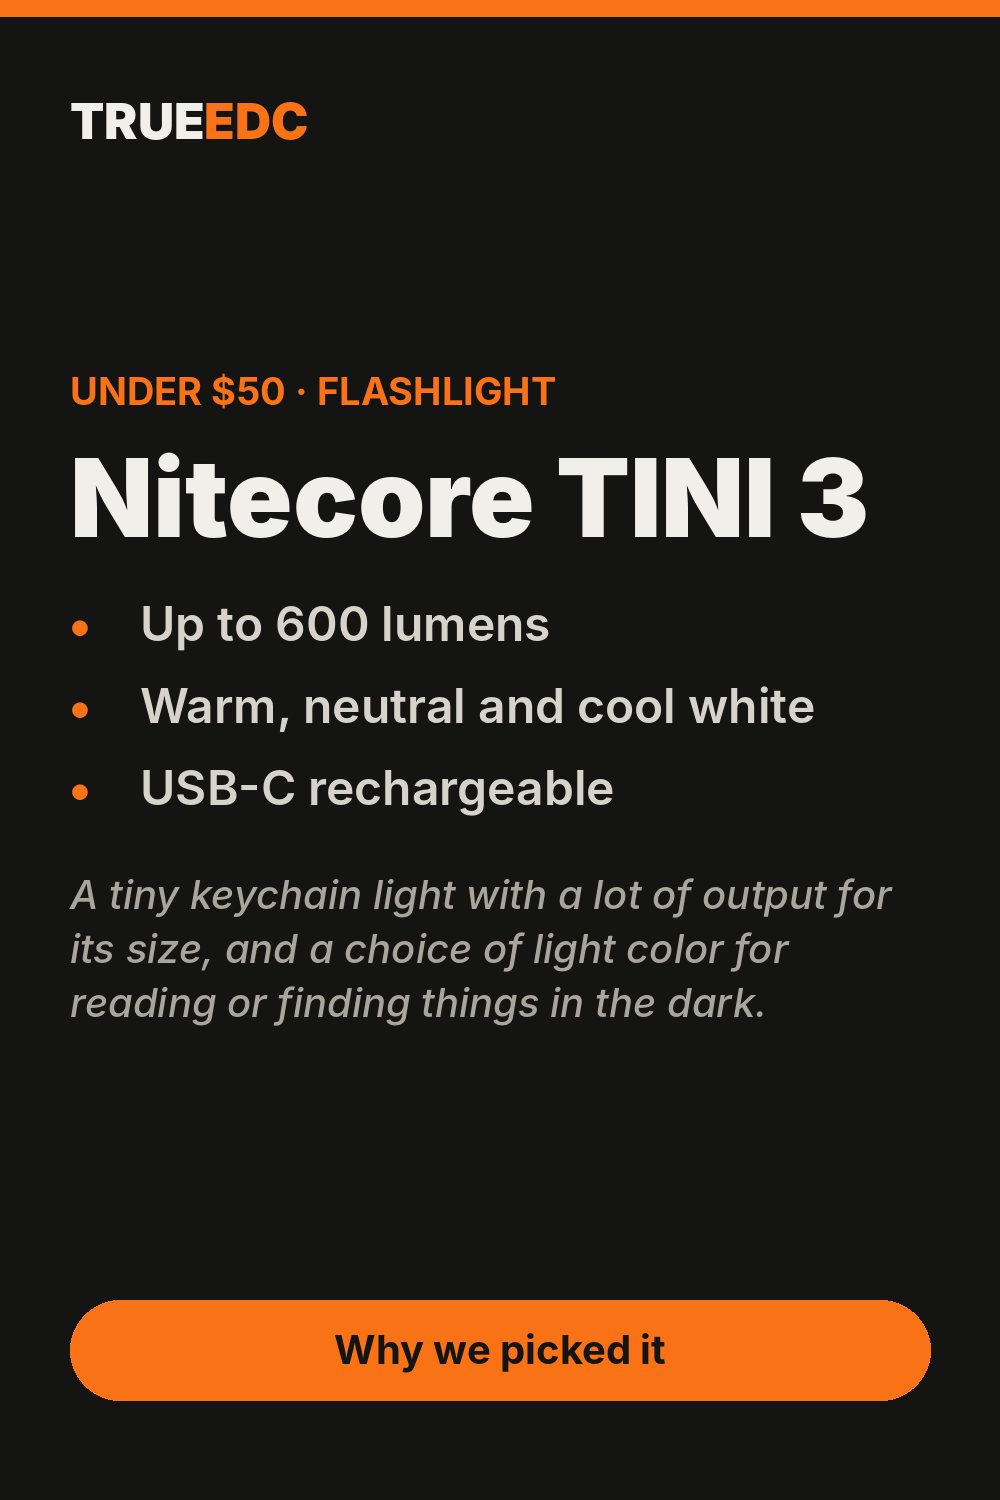 TRUEEDC
UNDER $50 · FLASHLIGHT
Nitecore TINI 3
• Up to 600 lumens
• Warm, neutral and cool white
• USB-C rechargeable
A tiny keychain light with a lot of output for
its size, and a choice of light color for
reading or finding things in the dark.
Why we picked it